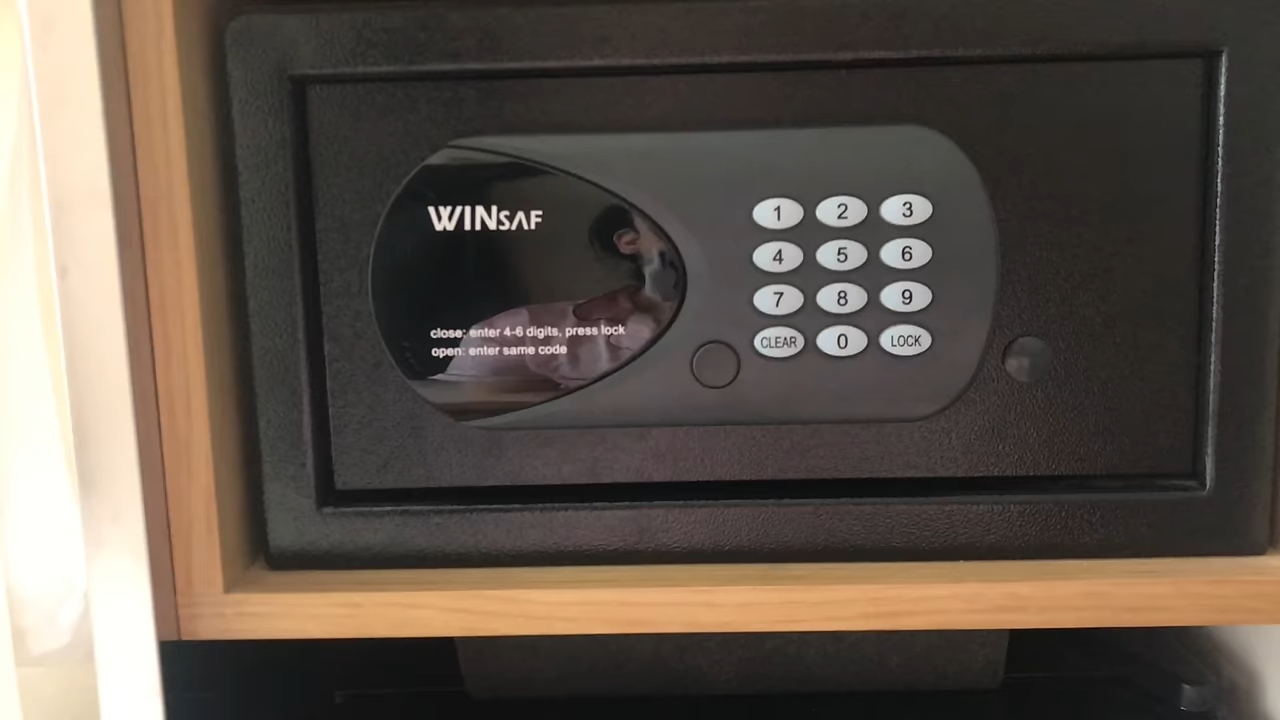 WINSAF
close: enter 4-6 digits, press lock
open: enter same code
1 2 3
4 5 6
7 8 9
CLEAR 0 LOCK